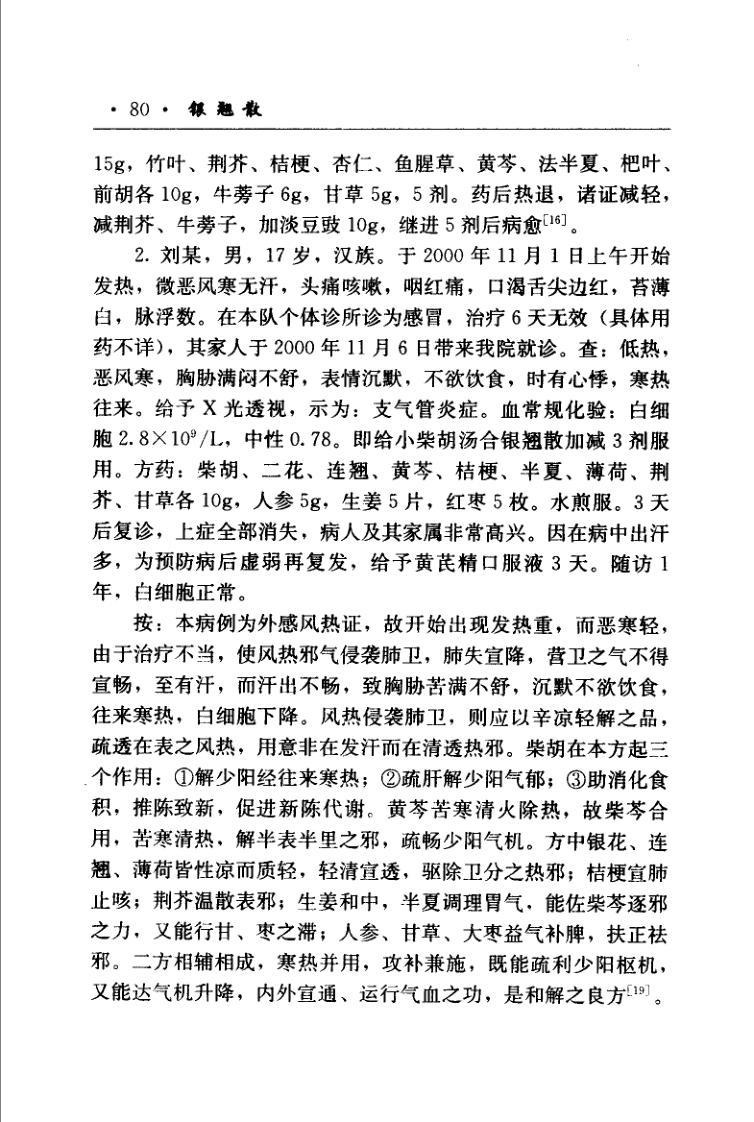 · 80 · 银翘散
15g，竹叶、荆芥、桔梗、杏仁、鱼腥草、黄芩、法半夏、杷叶、
前胡各 10g，牛蒡子 6g，甘草 5g，5 剂。药后热退，诸证减轻，
减荆芥、牛蒡子，加淡豆豉 10g，继进 5 剂后病愈[16]。
2. 刘某，男，17 岁，汉族。于 2000 年 11 月 1 日上午开始
发热，微恶风寒无汗，头痛咳嗽，咽红痛，口渴舌尖边红，苔薄
白，脉浮数。在本队个体诊所诊为感冒，治疗 6 天无效（具体用
药不详），其家人于 2000 年 11 月 6 日带来我院就诊。查：低热，
恶风寒，胸胁满闷不舒，表情沉默，不欲饮食，时有心悸，寒热
往来。给予 X 光透视，示为：支气管炎症。血常规化验：白细
胞 2.8×10⁹/L，中性 0.78。即给小柴胡汤合银翘散加减 3 剂服
用。方药：柴胡、二花、连翘、黄芩、桔梗、半夏、薄荷、荆
芥、甘草各 10g，人参 5g，生姜 5 片，红枣 5 枚。水煎服。3 天
后复诊，上症全部消失，病人及其家属非常高兴。因在病中出汗
多，为预防病后虚弱再复发，给予黄芪精口服液 3 天。随访 1
年，白细胞正常。
按：本病例为外感风热证，故开始出现发热重，而恶寒轻，
由于治疗不当，使风热邪气侵袭肺卫，肺失宣降，营卫之气不得
宣畅，至有汗，而汗出不畅，致胸胁苦满不舒，沉默不欲饮食，
往来寒热，白细胞下降。风热侵袭肺卫，则应以辛凉轻解之品，
疏透在表之风热，用意非在发汗而在清透热邪。柴胡在本方起三
个作用：①解少阳经往来寒热；②疏肝解少阳气郁；③助消化食
积，推陈致新，促进新陈代谢。黄芩苦寒清火除热，故柴芩合
用，苦寒清热，解半表半里之邪，疏畅少阳气机。方中银花、连
翘、薄荷皆性凉而质轻，轻清宣透，驱除卫分之热邪；桔梗宣肺
止咳；荆芥温散表邪；生姜和中，半夏调理胃气，能佐柴芩逐邪
之力，又能行甘、枣之滞；人参、甘草、大枣益气补脾，扶正祛
邪。二方相辅相成，寒热并用，攻补兼施，既能疏利少阳枢机，
又能达气机升降，内外宣通、运行气血之功，是和解之良方[19]。